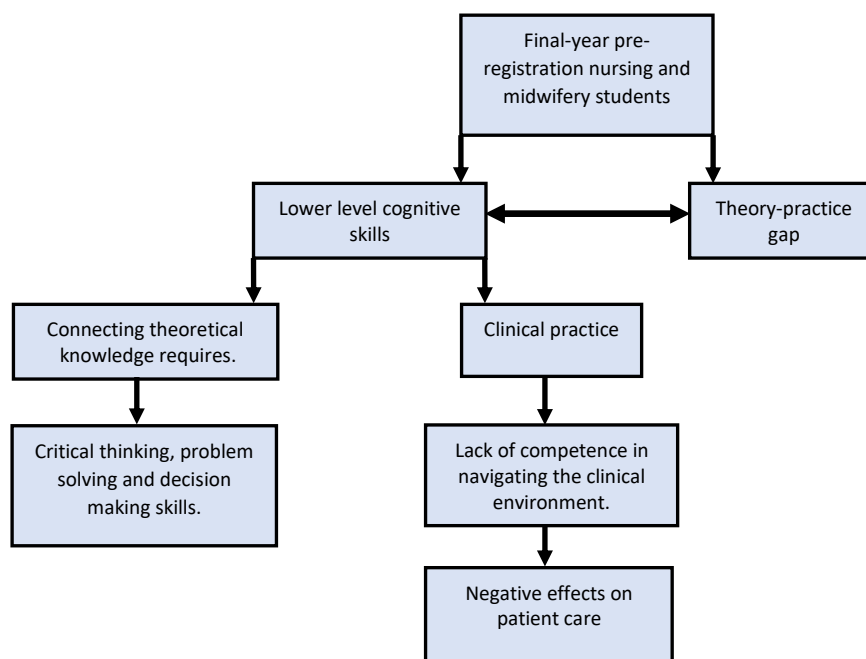 Final-year pre-
registration nursing and
midwifery students
Lower level cognitive
skills
Theory-practice
gap
Connecting theoretical
knowledge requires.
Clinical practice
Critical thinking, problem
solving and decision
making skills.
Lack of competence in
navigating the clinical
environment.
Negative effects on
patient care